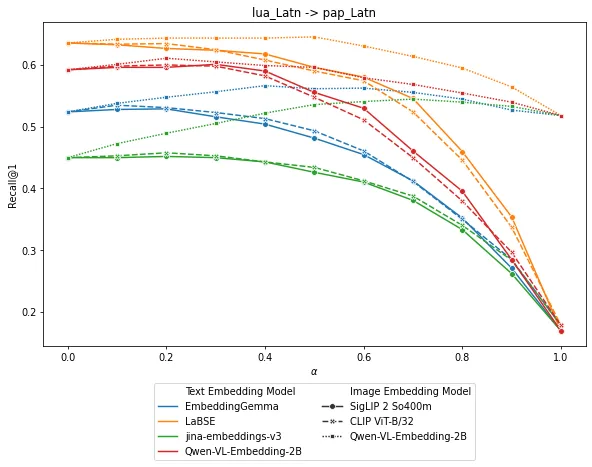 lua_Latn -> pap_Latn
Recall@1
0.6
0.5
0.4
0.3
0.2
0.0 0.2 0.4 0.6 0.8 1.0
α
Text Embedding Model
EmbeddingGemma
LaBSE
jina-embeddings-v3
Qwen-VL-Embedding-2B
Image Embedding Model
SigLIP 2 So400m
CLIP ViT-B/32
Qwen-VL-Embedding-2B